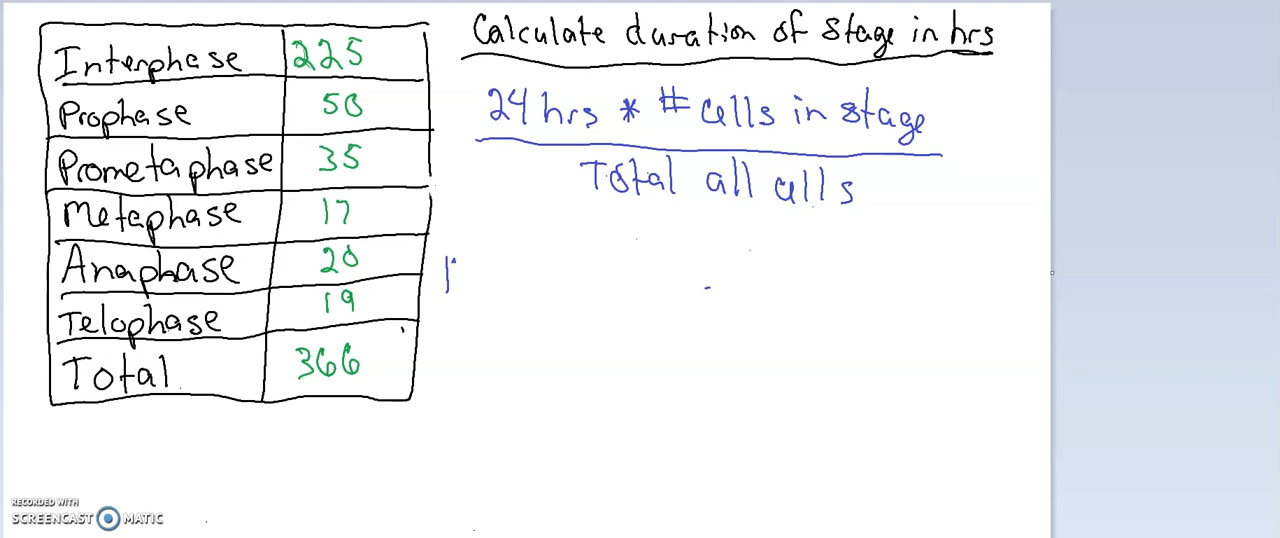 Calculate duration of stage in hrs
Interphase 225
Prophase 50
Prometaphase 35
Metaphase 17
Anaphase 20
Telophase 19
Total 366
24 hrs * # cells in stage
Total all cells
RECORDED WITH
SCREENCAST MATIC